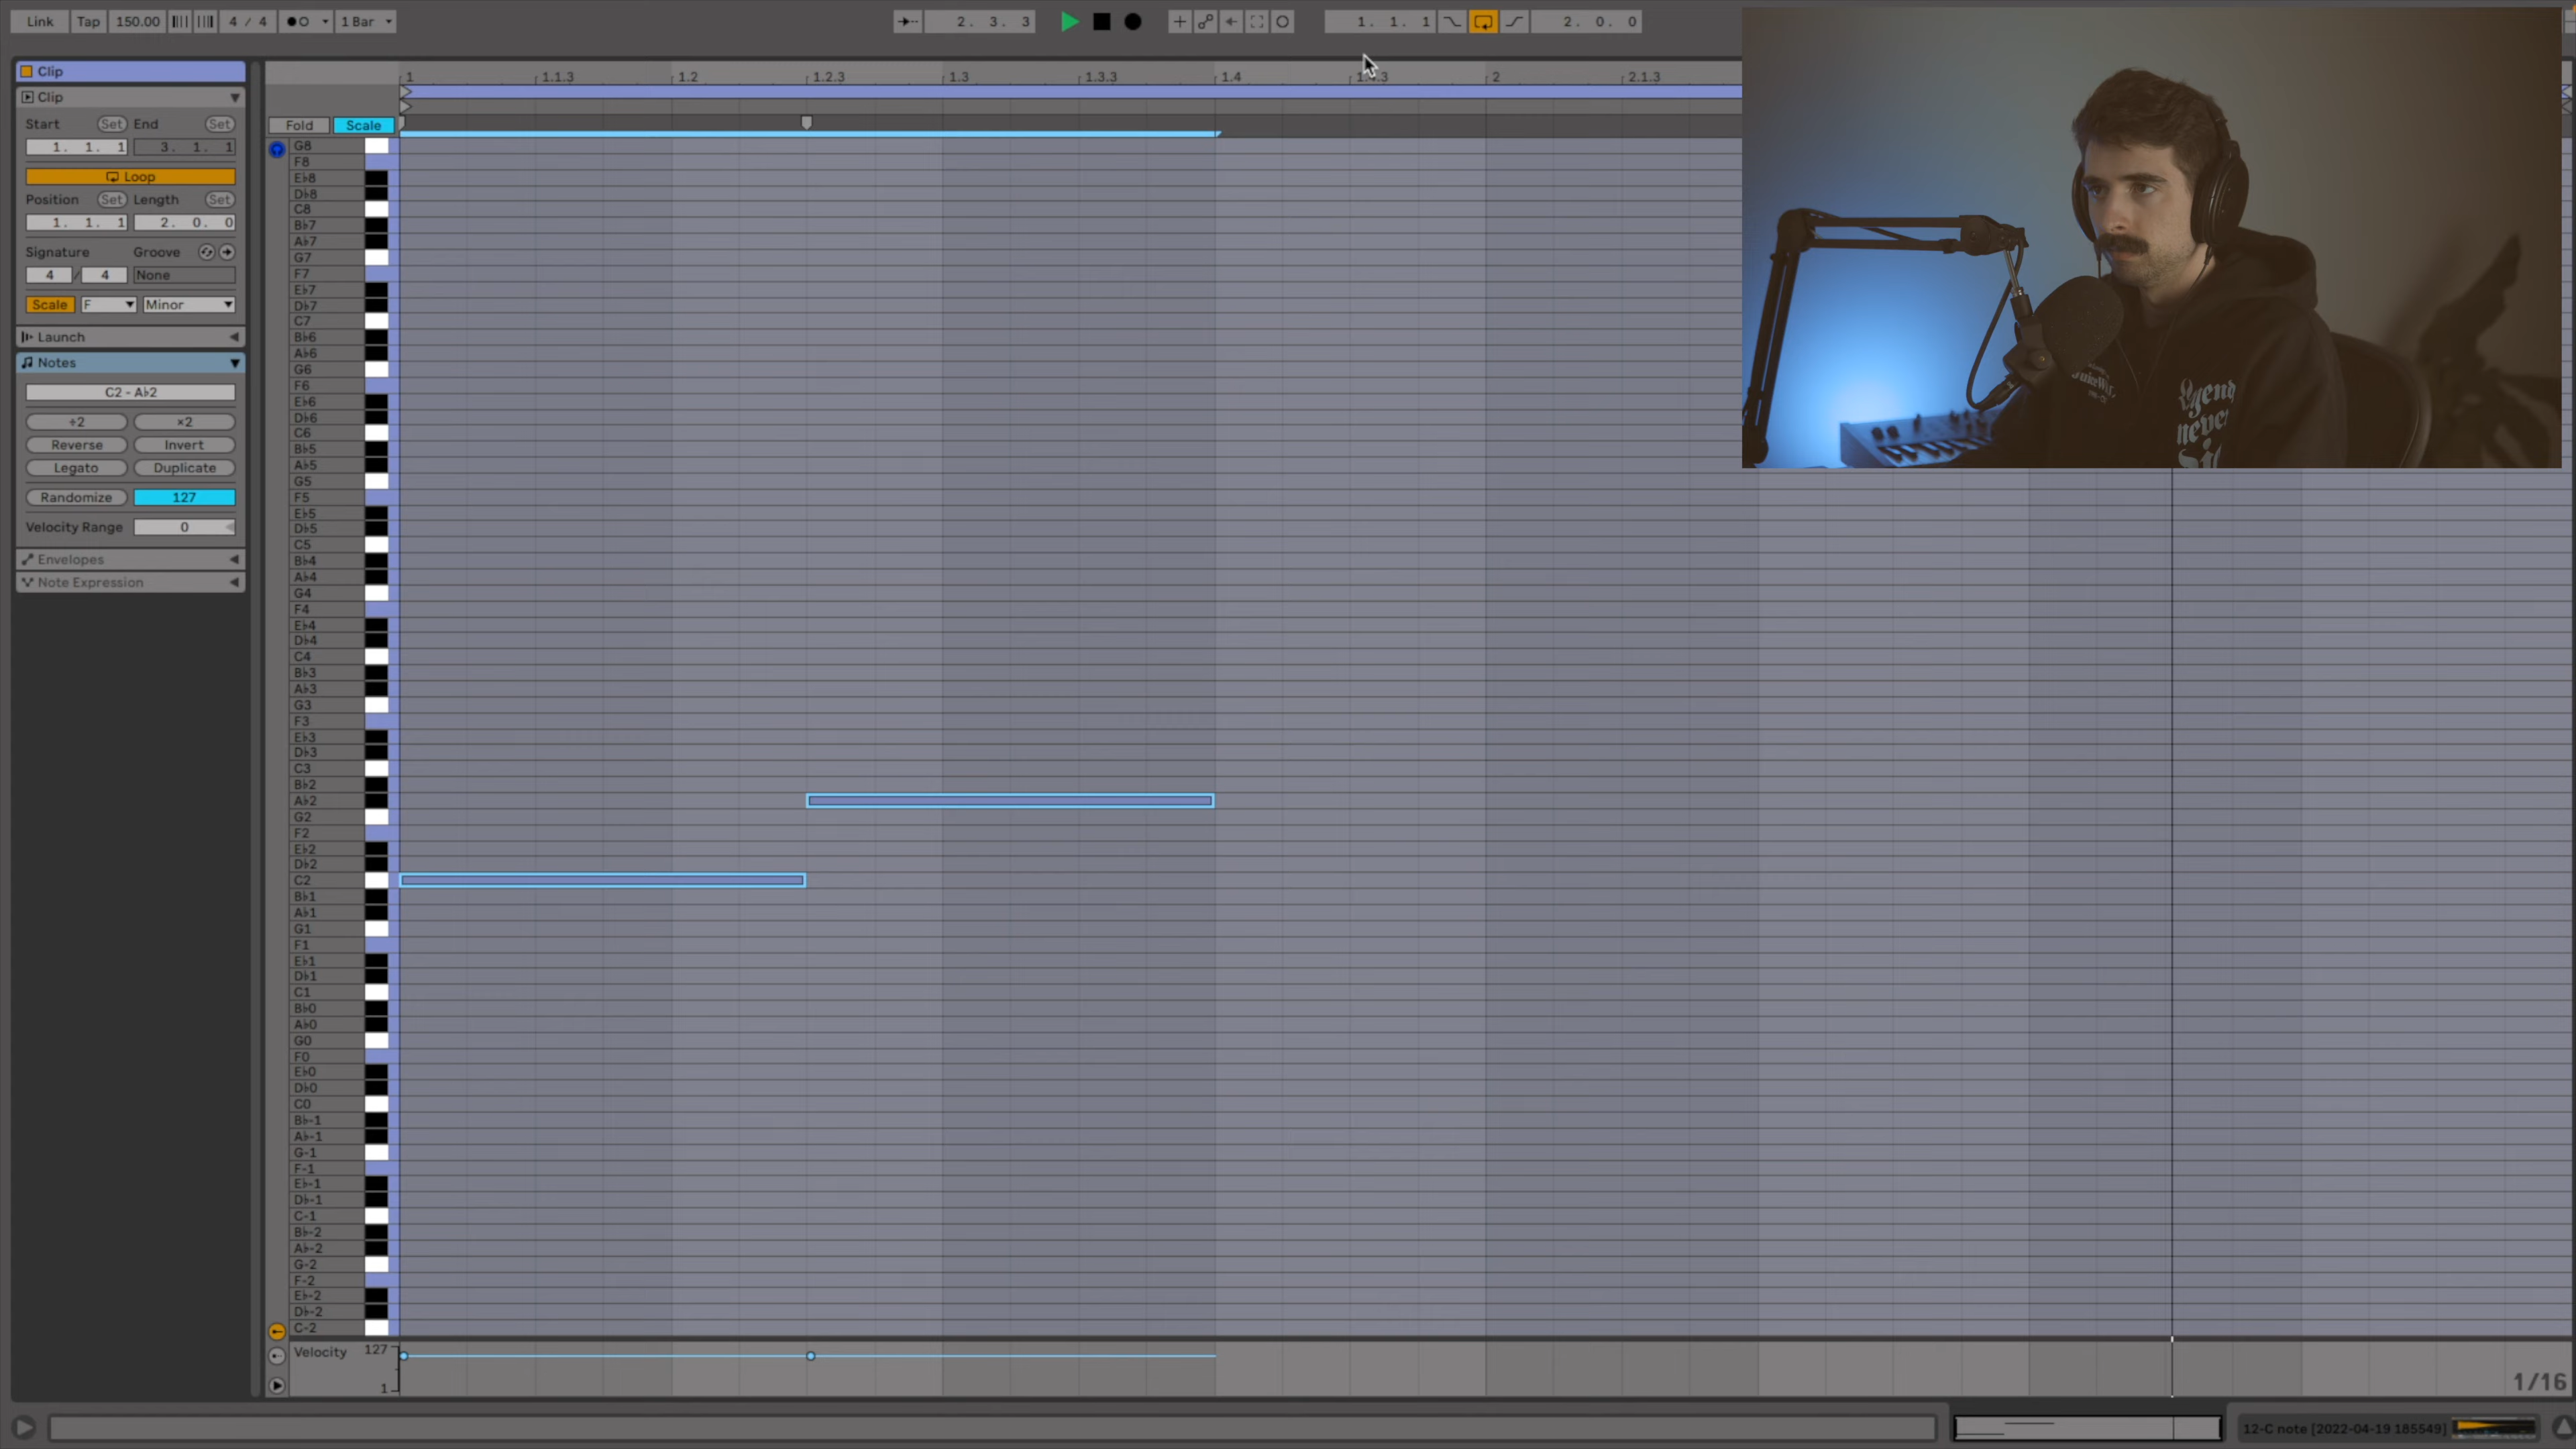 Link Tap 150.00 4 / 4 1 Bar 2. 3. 3 1. 1. 1 2. 0. 0
Clip
Clip
Start Set End Set
1. 1. 1 3. 1. 1
Loop
Position Set Length Set
1. 1. 1 2. 0. 0
Signature Groove
4 / 4 None
Scale F Minor
Launch
Notes
C2 - A♭2
÷2 ×2
Reverse Invert
Legato Duplicate
Randomize 127
Velocity Range 0
Envelopes
Note Expression
1 1.1.3 1.2 1.2.3 1.3 1.3.3 1.4 2 2.1.3
Fold Scale
G8
F8
E♭8
D♭8
C8
B♭7
A♭7
G7
F7
E♭7
D♭7
C7
B♭6
A♭6
G6
F6
E♭6
D♭6
C6
B♭5
A♭5
G5
F5
E♭5
D♭5
C5
B♭4
A♭4
G4
F4
E♭4
D♭4
C4
B♭3
A♭3
G3
F3
E♭3
D♭3
C3
B♭2
A♭2
G2
F2
E♭2
D♭2
C2
B♭1
A♭1
G1
F1
E♭1
D♭1
C1
B♭0
A♭0
G0
F0
E♭0
D♭0
C0
B♭-1
A♭-1
G-1
F-1
E♭-1
D♭-1
C-1
B♭-2
A♭-2
G-2
F-2
E♭-2
D♭-2
C-2
Velocity 127
1
1/16
12-C note [2022-04-19 185549]
Legend
never